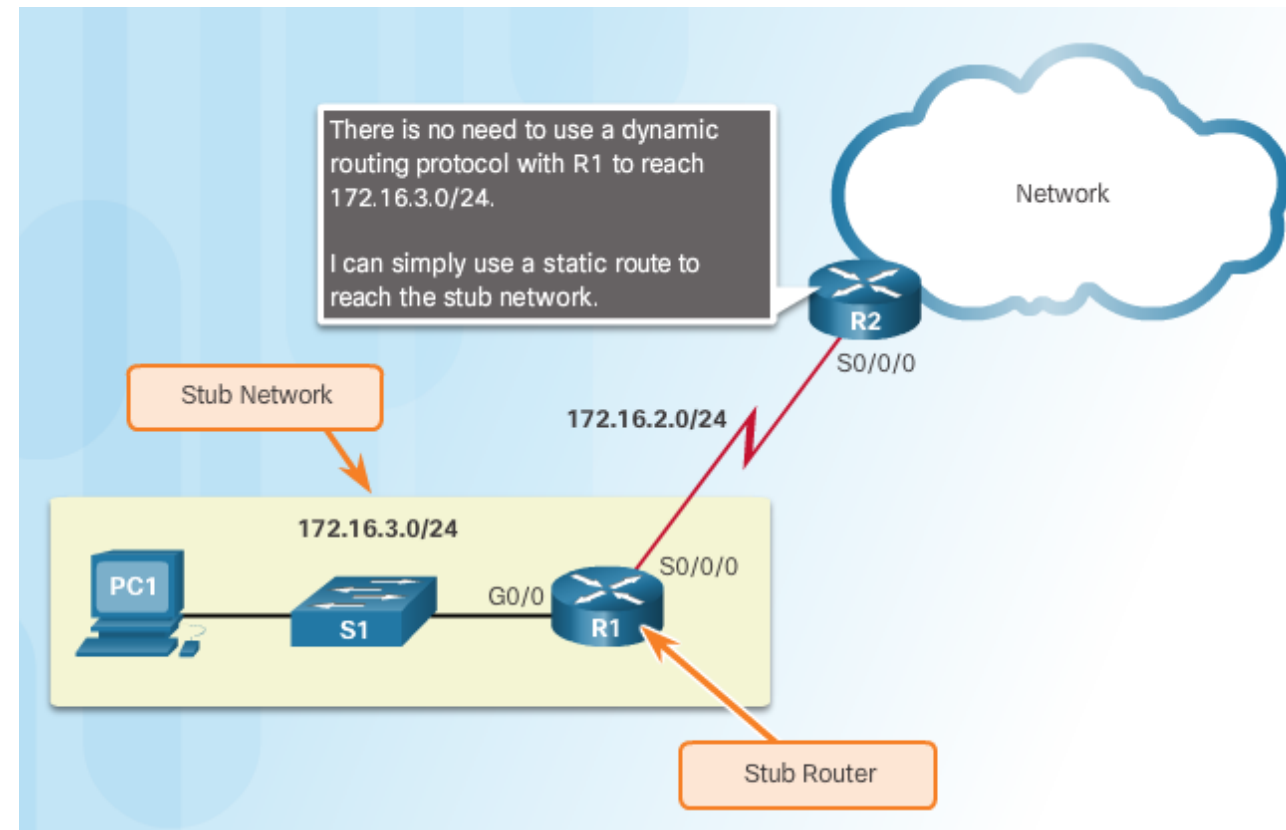 There is no need to use a dynamic
routing protocol with R1 to reach
172.16.3.0/24.
I can simply use a static route to
reach the stub network.
Network
R2
S0/0/0
Stub Network
172.16.2.0/24
172.16.3.0/24
PC1
S1
G0/0
R1
S0/0/0
Stub Router